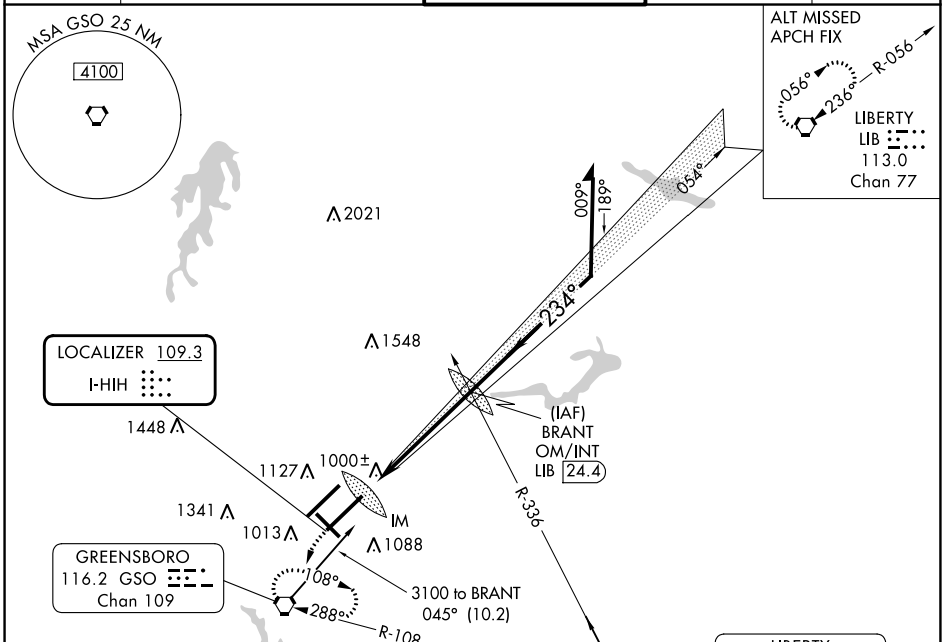 MSA GSO 25 NM
4100
ALT MISSED
APCH FIX
R-056
056°
236°
LIBERTY
LIB
113.0
Chan 77
054°
009°
189°
2021
234°
1548
LOCALIZER 109.3
I-HIH
(IAF)
BRANT
OM/INT
LIB 24.4
1448
1127
1000±
R-336
1341
IM
1013
1088
GREENSBORO
116.2 GSO
Chan 109
108°
288°
3100 to BRANT
045° (10.2)
R-108
LIBERTY